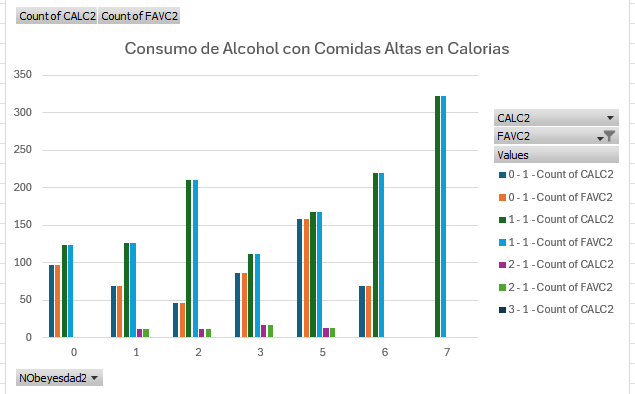 Count of CALC2 Count of FAVC2
Consumo de Alcohol con Comidas Altas en Calorias
350
300
250
200
150
100
50
0
0 1 2 3 5 6 7
NObeyesdad2
CALC2
FAVC2
Values
0 - 1 - Count of CALC2
0 - 1 - Count of FAVC2
1 - 1 - Count of CALC2
1 - 1 - Count of FAVC2
2 - 1 - Count of CALC2
2 - 1 - Count of FAVC2
3 - 1 - Count of CALC2